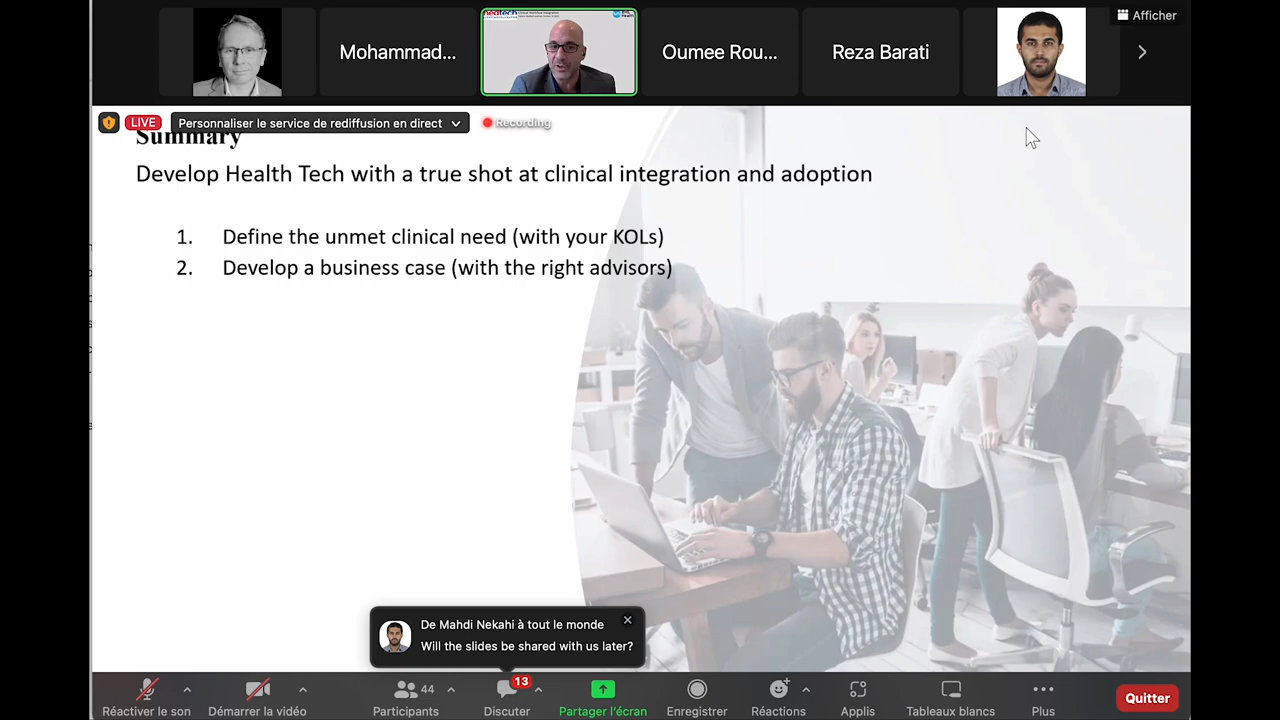 Afficher
Mohammad...
Oumee Rou...
Reza Barati
LIVE
Personnaliser le service de rediffusion en direct
Recording
Summary
Develop Health Tech with a true shot at clinical integration and adoption
1. Define the unmet clinical need (with your KOLs)
2. Develop a business case (with the right advisors)
De Mahdi Nekahi à tout le monde
Will the slides be shared with us later?
13
44
Réactiver le son
Démarrer la vidéo
Participants
Discuter
Partager l'écran
Enregistrer
Réactions
Applis
Tableaux blancs
Plus
Quitter